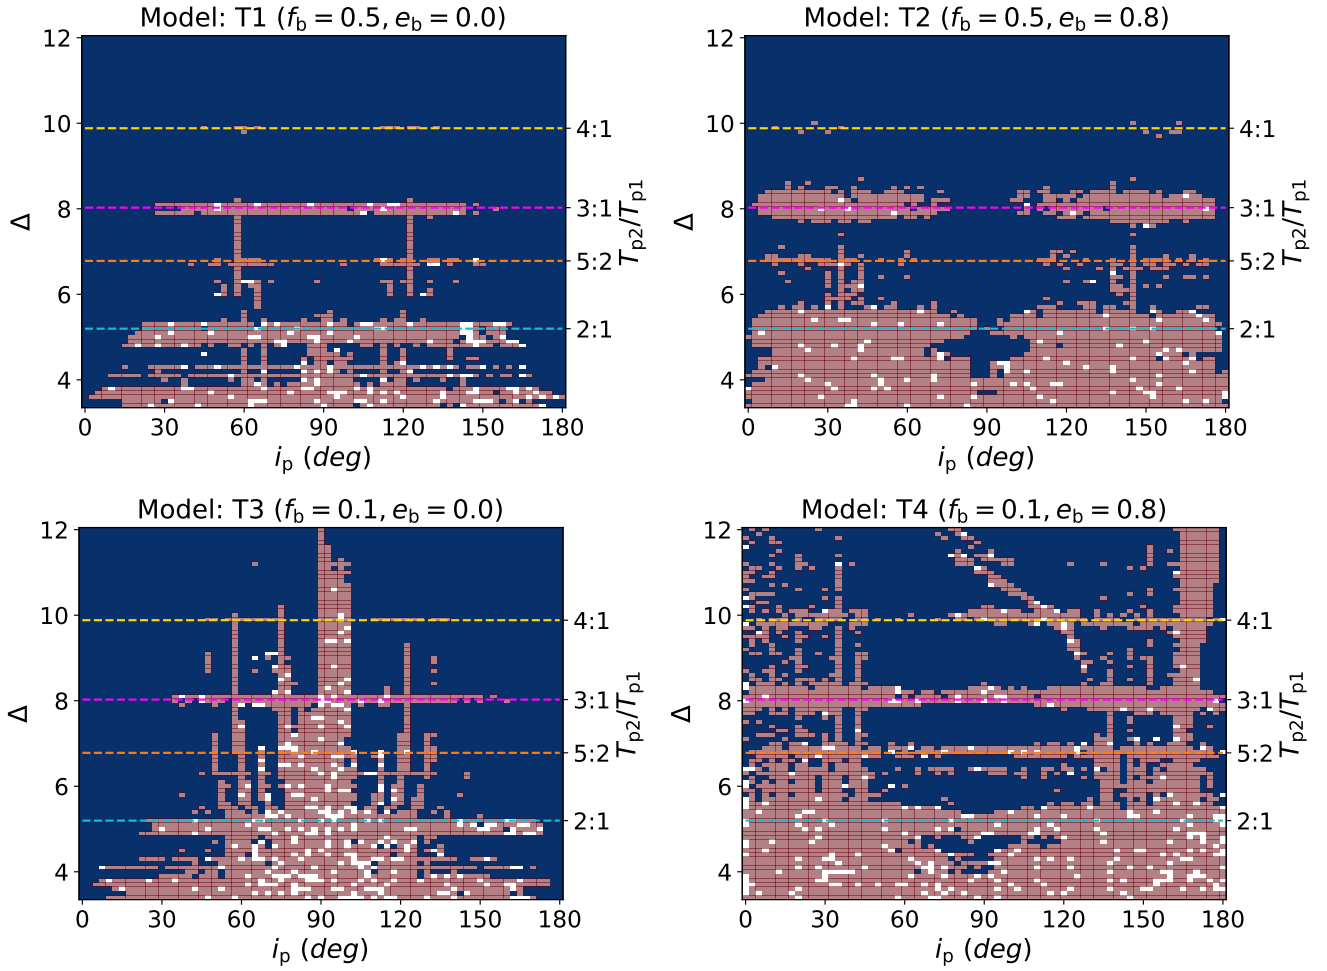 Model: T1 (f_b = 0.5, e_b = 0.0)
12
10
8
6
4
Δ
4:1
3:1
5:2
2:1
T_p2/T_p1
0 30 60 90 120 150 180
i_p (deg)
Model: T2 (f_b = 0.5, e_b = 0.8)
12
10
8
6
4
Δ
4:1
3:1
5:2
2:1
T_p2/T_p1
0 30 60 90 120 150 180
i_p (deg)
Model: T3 (f_b = 0.1, e_b = 0.0)
12
10
8
6
4
Δ
4:1
3:1
5:2
2:1
T_p2/T_p1
0 30 60 90 120 150 180
i_p (deg)
Model: T4 (f_b = 0.1, e_b = 0.8)
12
10
8
6
4
Δ
4:1
3:1
5:2
2:1
T_p2/T_p1
0 30 60 90 120 150 180
i_p (deg)